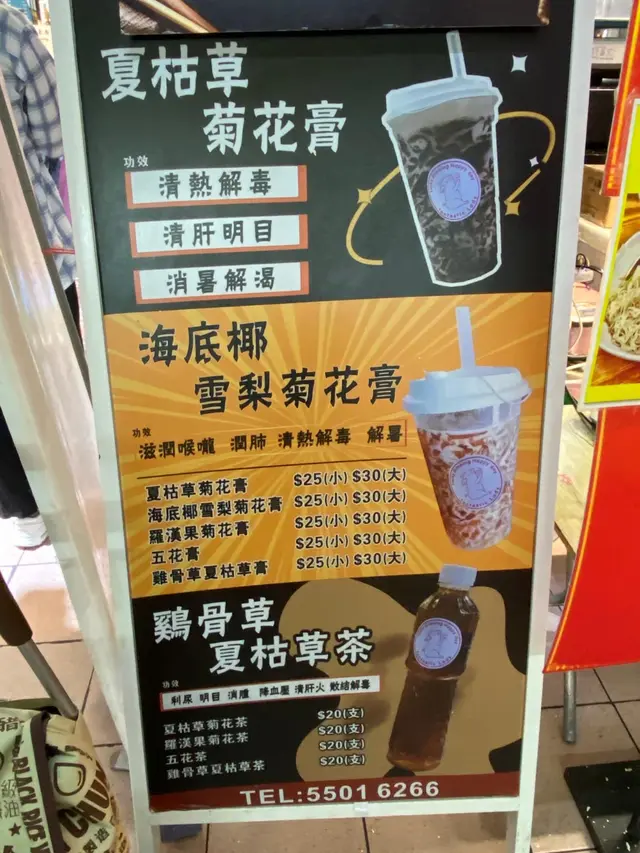 夏枯草
菊花膏
功效
清熱解毒
清肝明目
消暑解渴
海底椰
雪梨菊花膏
功效
滋潤喉嚨 潤肺 清熱解毒 解暑
夏枯草菊花膏 $25(小) $30(大)
海底椰雪梨菊花膏 $25(小) $30(大)
羅漢果菊花膏 $25(小) $30(大)
五花膏 $25(小) $30(大)
雞骨草夏枯草膏 $25(小) $30(大)
鷄骨草
夏枯草茶
功效
利尿 明目 消腫 降血壓 清肝火 散結解毒
夏枯草菊花茶 $20(支)
羅漢果菊花茶 $20(支)
五花茶 $20(支)
雞骨草夏枯草茶 $20(支)
TEL:5501 6266